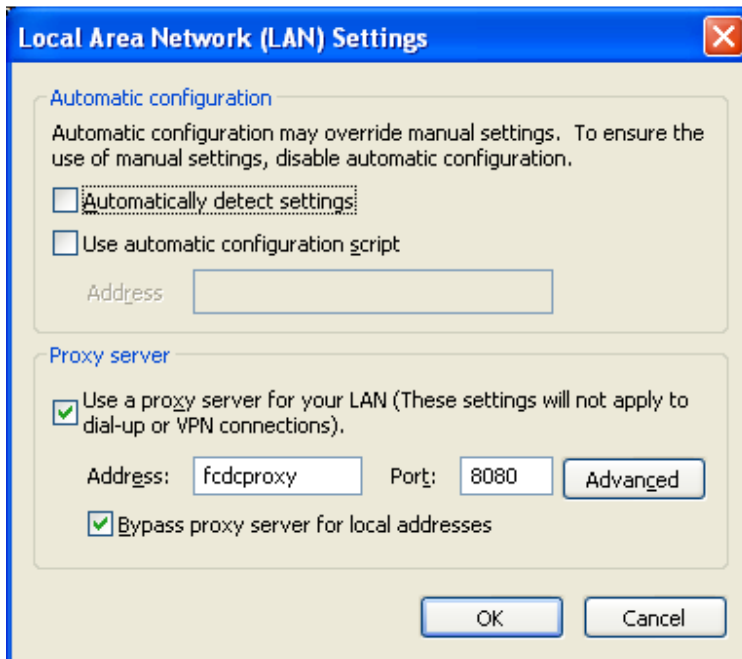 Local Area Network (LAN) Settings
Automatic configuration
Automatic configuration may override manual settings. To ensure the
use of manual settings, disable automatic configuration.
Automatically detect settings
Use automatic configuration script
Address
Proxy server
Use a proxy server for your LAN (These settings will not apply to
dial-up or VPN connections).
Address: fcdcproxy Port: 8080 Advanced
Bypass proxy server for local addresses
OK Cancel